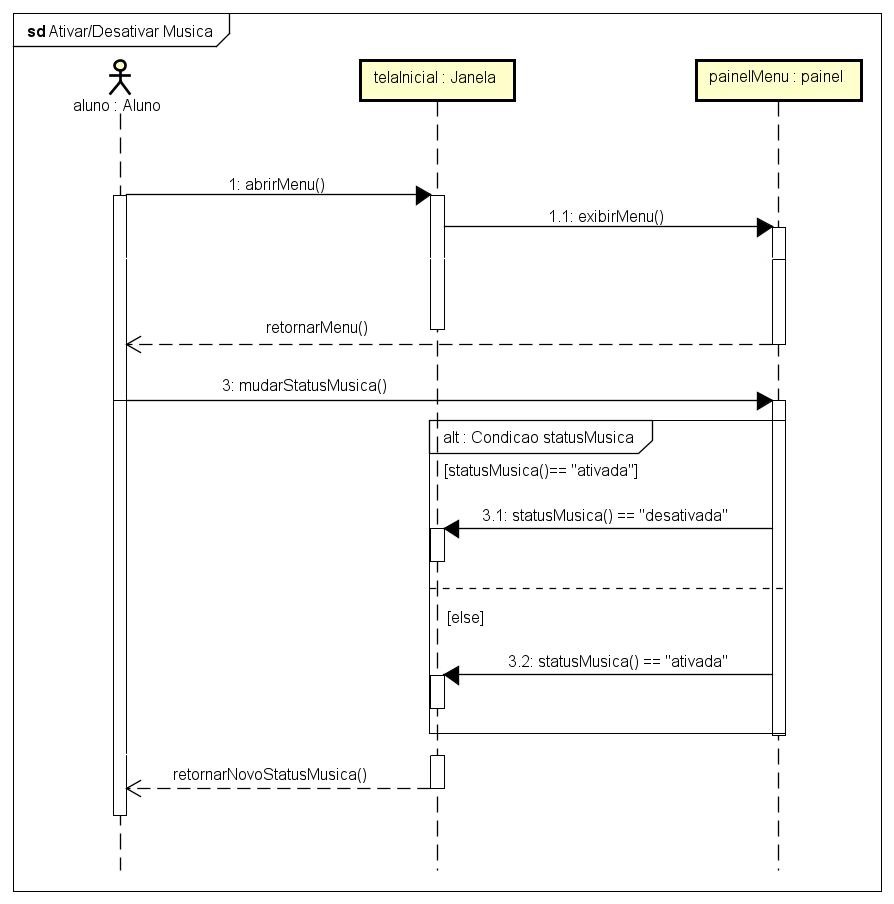 sd Ativar/Desativar Musica
aluno : Aluno
telaInicial : Janela
painelMenu : painel
1: abrirMenu()
1.1: exibirMenu()
retornarMenu()
3: mudarStatusMusica()
alt : Condicao statusMusica
[statusMusica()== "ativada"]
3.1: statusMusica() == "desativada"
[else]
3.2: statusMusica() == "ativada"
retornarNovoStatusMusica()